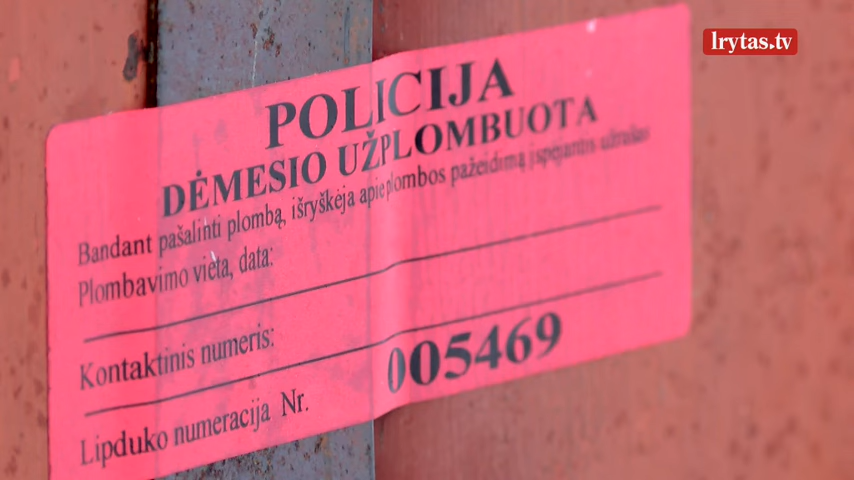 lrytas.tv
POLICIJA
DĖMESIO UŽPLOMBUOTA
Bandant pašalinti plombą, išryškėja apie plombos pažeidimą įspėjantis užrašas
Plombavimo vieta, data:
Kontaktinis numeris:
Lipduko numeracija Nr. 005469